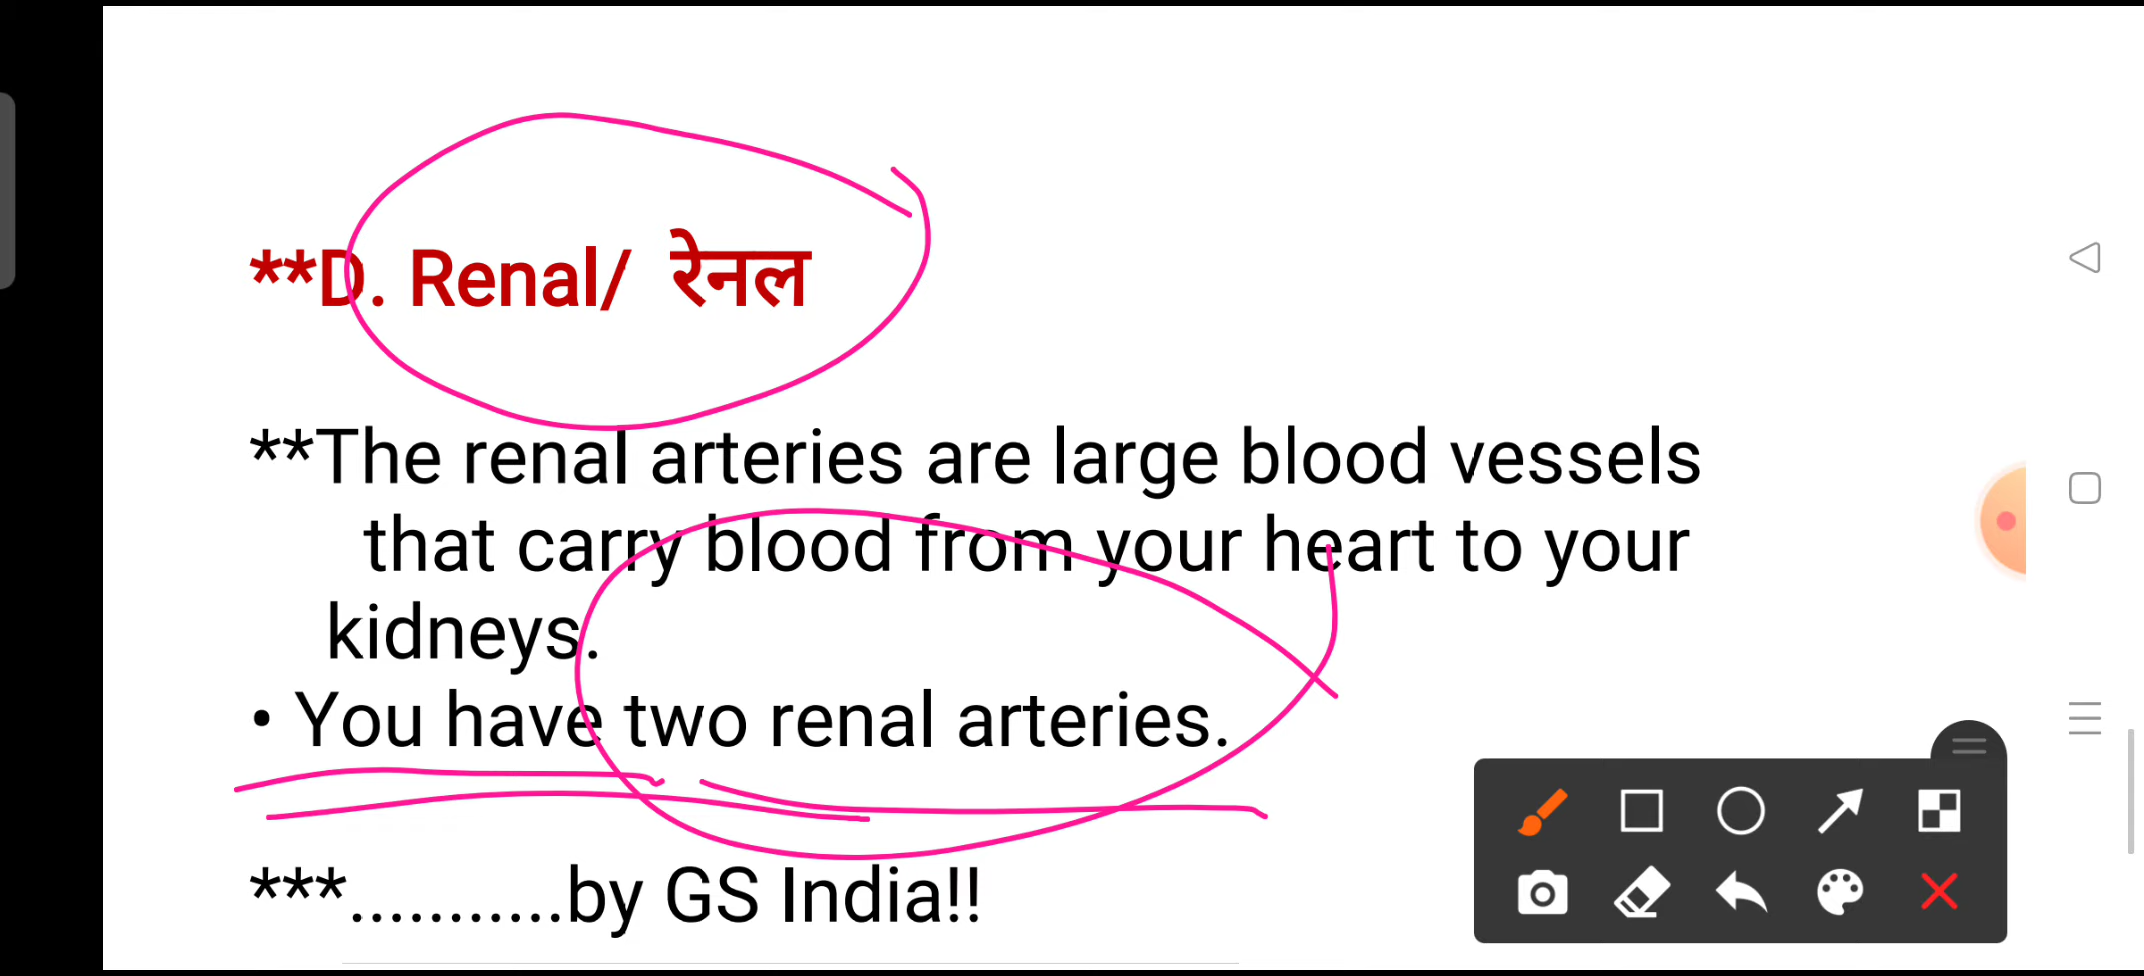 **D. Renal/ रेनल
**The renal arteries are large blood vessels
that carry blood from your heart to your
kidneys.
• You have two renal arteries.
***...........by GS India!!